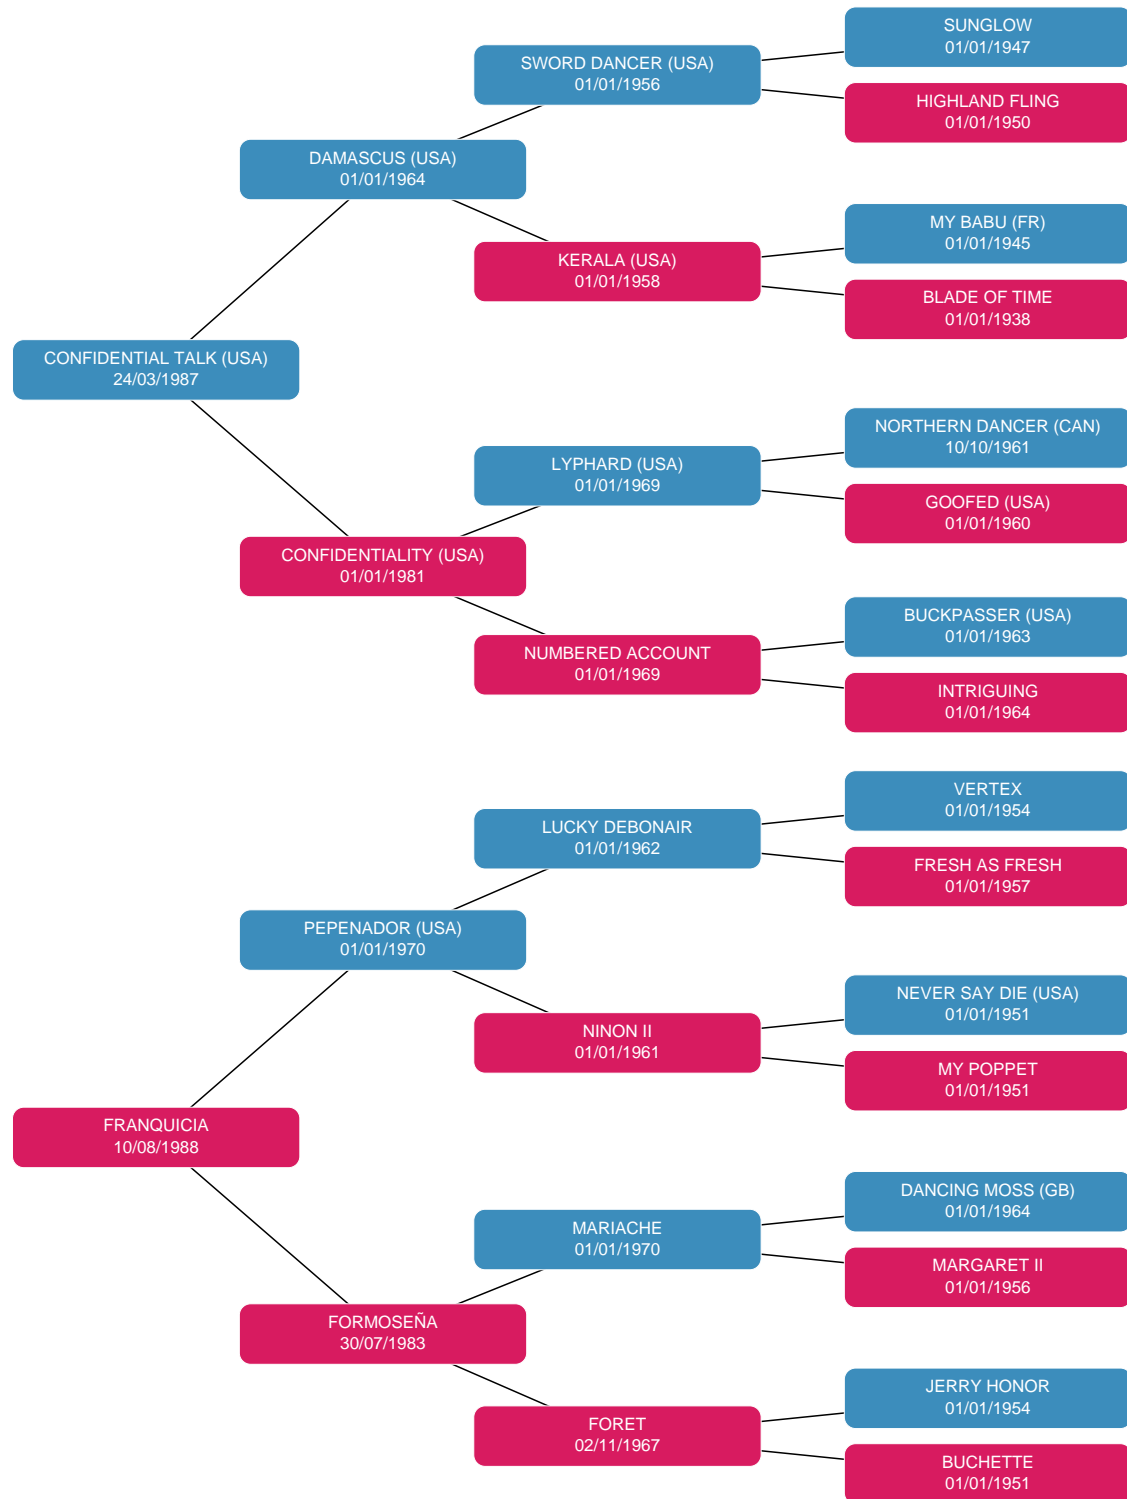 SUNGLOW
01/01/1947
SWORD DANCER (USA)
01/01/1956
HIGHLAND FLING
01/01/1950
DAMASCUS (USA)
01/01/1964
MY BABU (FR)
01/01/1945
KERALA (USA)
01/01/1958
BLADE OF TIME
01/01/1938
CONFIDENTIAL TALK (USA)
24/03/1987
NORTHERN DANCER (CAN)
10/10/1961
LYPHARD (USA)
01/01/1969
GOOFED (USA)
01/01/1960
CONFIDENTIALITY (USA)
01/01/1981
BUCKPASSER (USA)
01/01/1963
NUMBERED ACCOUNT
01/01/1969
INTRIGUING
01/01/1964
VERTEX
01/01/1954
LUCKY DEBONAIR
01/01/1962
FRESH AS FRESH
01/01/1957
PEPENADOR (USA)
01/01/1970
NEVER SAY DIE (USA)
01/01/1951
NINON II
01/01/1961
MY POPPET
01/01/1951
FRANQUICIA
10/08/1988
DANCING MOSS (GB)
01/01/1964
MARIACHE
01/01/1970
MARGARET II
01/01/1956
FORMOSEÑA
30/07/1983
JERRY HONOR
01/01/1954
FORET
02/11/1967
BUCHETTE
01/01/1951